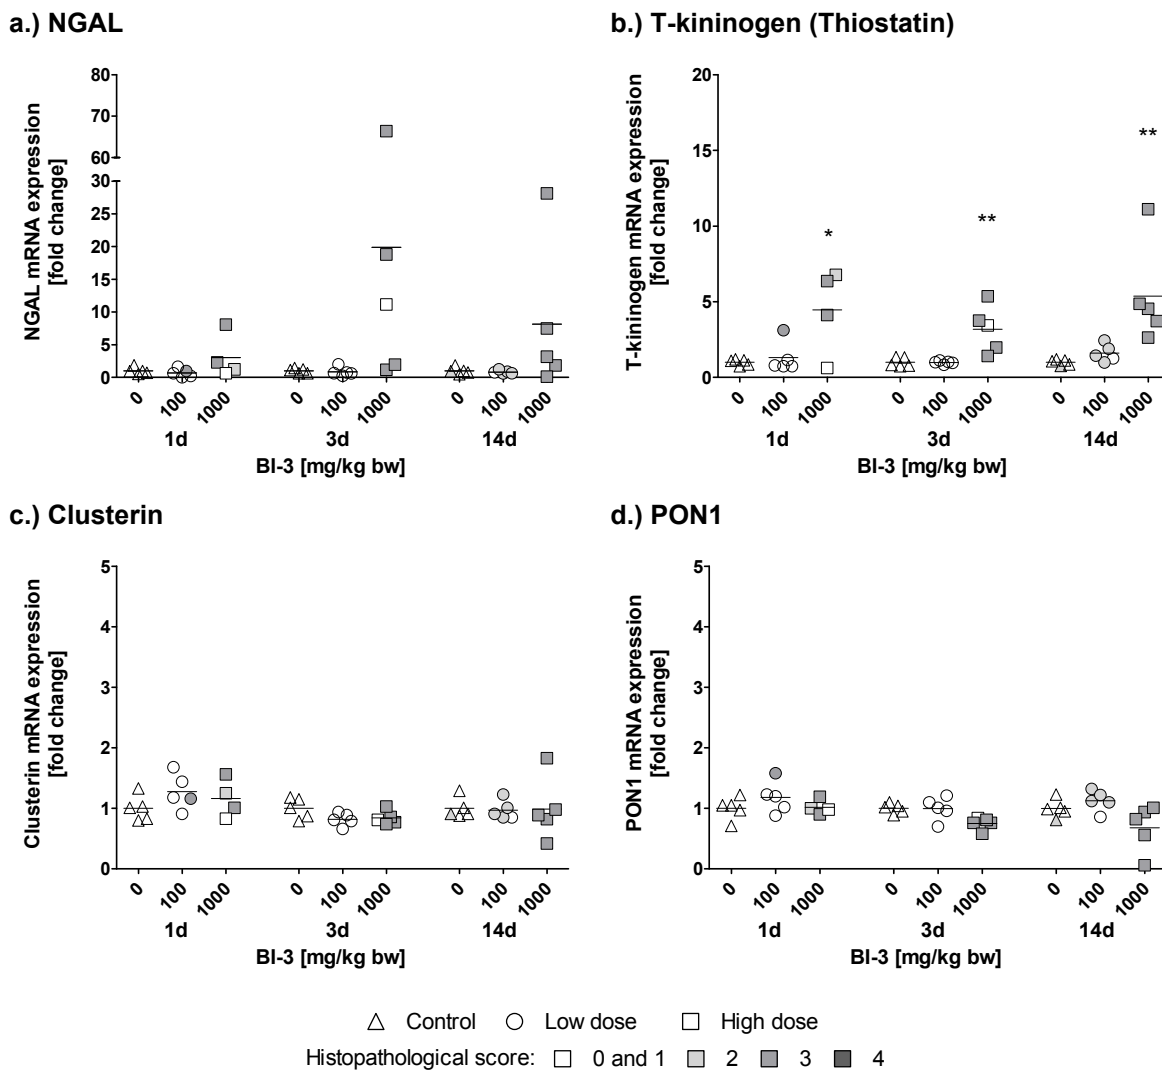 a.) NGAL
NGAL mRNA expression
[fold change]
80
70
60
30
25
20
15
10
5
0
0 100 1000 0 100 1000 0 100 1000
1d 3d 14d
BI-3 [mg/kg bw]
b.) T-kininogen (Thiostatin)
T-kininogen mRNA expression
[fold change]
20
15
10
5
0
*
**
**
0 100 1000 0 100 1000 0 100 1000
1d 3d 14d
BI-3 [mg/kg bw]
c.) Clusterin
Clusterin mRNA expression
[fold change]
5
4
3
2
1
0
0 100 1000 0 100 1000 0 100 1000
1d 3d 14d
BI-3 [mg/kg bw]
d.) PON1
PON1 mRNA expression
[fold change]
5
4
3
2
1
0
0 100 1000 0 100 1000 0 100 1000
1d 3d 14d
BI-3 [mg/kg bw]
Control Low dose High dose
Histopathological score: 0 and 1 2 3 4